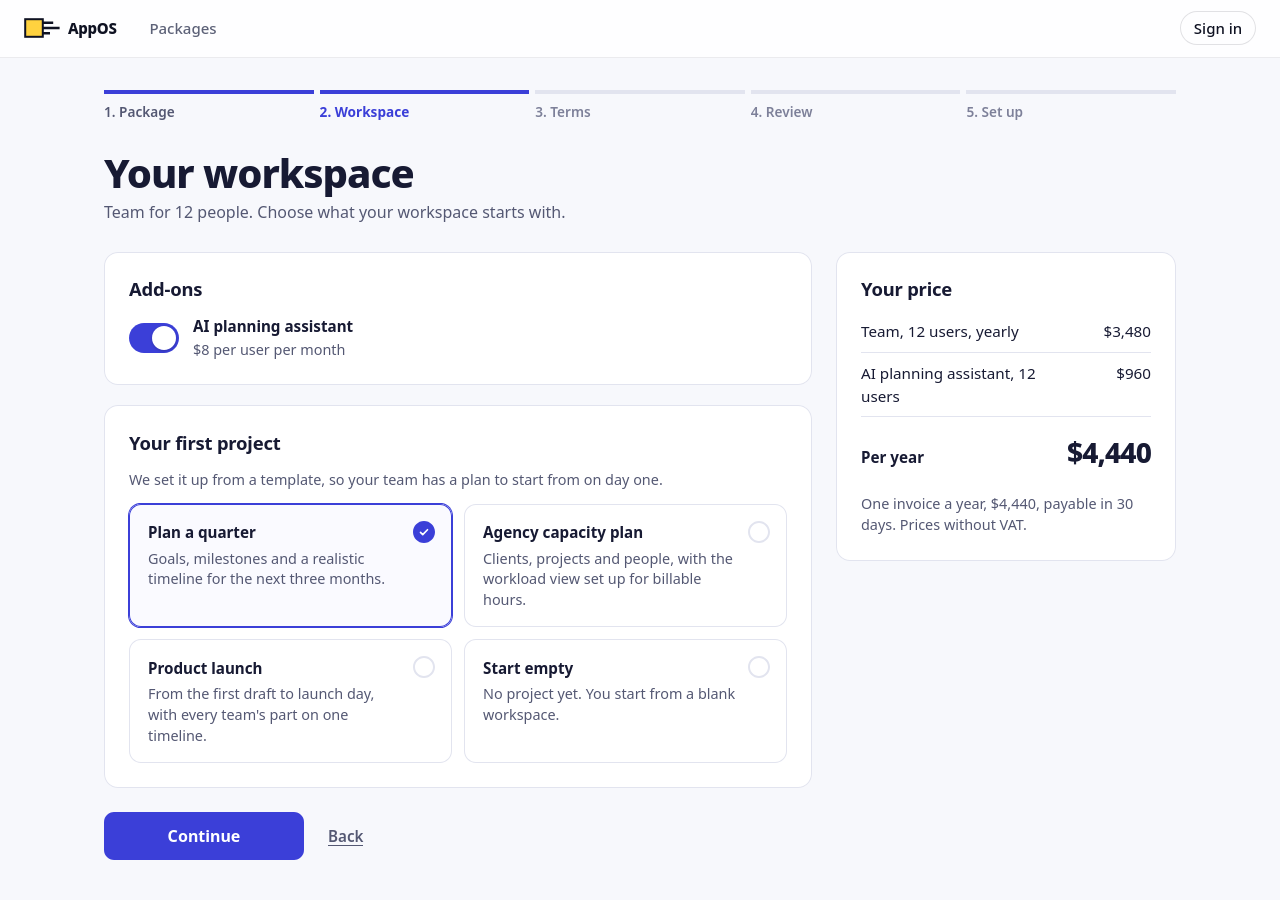 AppOS
Packages
Sign in
1. Package
2. Workspace
3. Terms
4. Review
5. Set up
Your workspace
Team for 12 people. Choose what your workspace starts with.
Add-ons
AI planning assistant
$8 per user per month
Your first project
We set it up from a template, so your team has a plan to start from on day one.
Plan a quarter
Goals, milestones and a realistic
timeline for the next three months.
Agency capacity plan
Clients, projects and people, with the
workload view set up for billable
hours.
Product launch
From the first draft to launch day,
with every team's part on one
timeline.
Start empty
No project yet. You start from a blank
workspace.
Your price
Team, 12 users, yearly $3,480
AI planning assistant, 12 $960
users
Per year $4,440
One invoice a year, $4,440, payable in 30
days. Prices without VAT.
Continue
Back